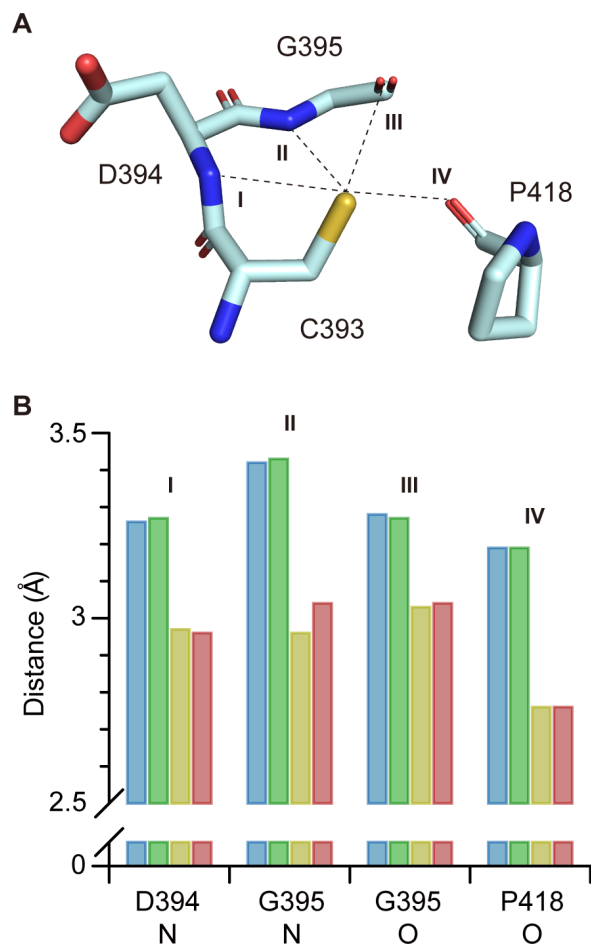 A
G395
III
II
D394
I
IV
P418
C393
B
3.5
II
I
III
IV
3
Distance (Å)
2.5
0
D394 G395 G395 P418
N N O O